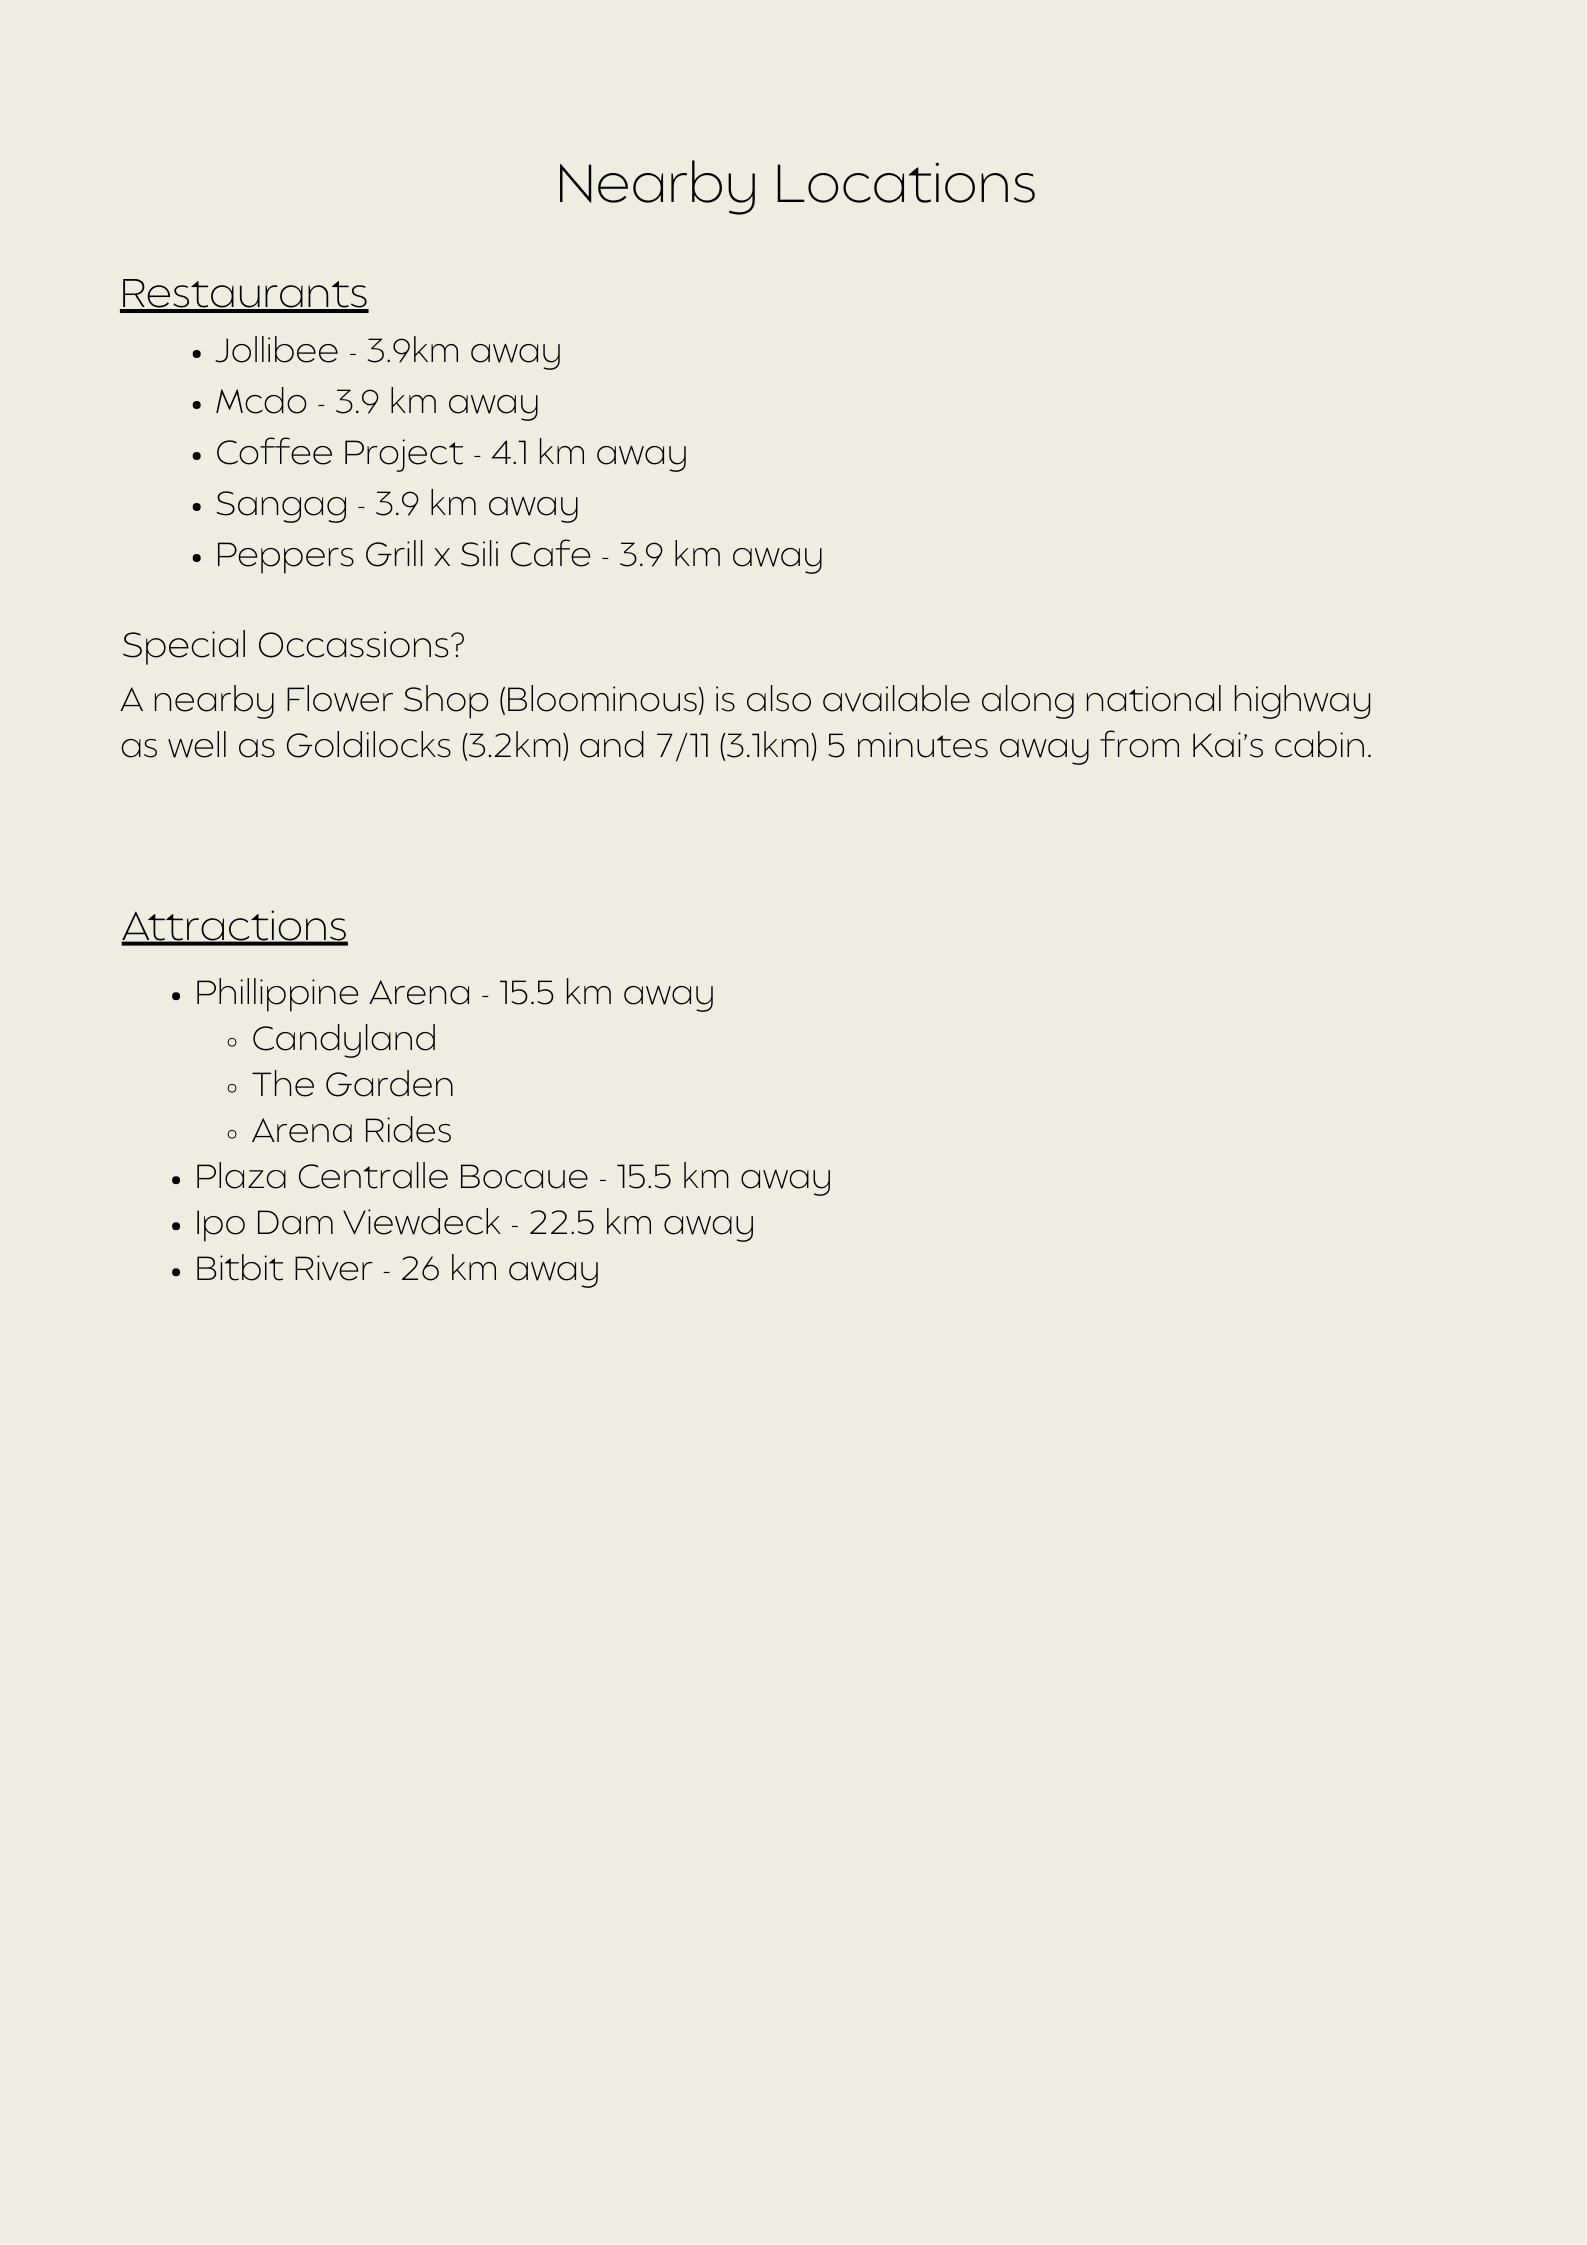 Nearby Locations
Restaurants
• Jollibee - 3.9km away
• Mcdo - 3.9 km away
• Coffee Project - 4.1 km away
• Sangag - 3.9 km away
• Peppers Grill x Sili Cafe - 3.9 km away
Special Occassions?
A nearby Flower Shop (Bloominous) is also available along national highway
as well as Goldilocks (3.2km) and 7/11 (3.1km) 5 minutes away from Kai's cabin.
Attractions
• Phillippine Arena - 15.5 km away
◦ Candyland
◦ The Garden
◦ Arena Rides
• Plaza Centralle Bocaue - 15.5 km away
• Ipo Dam Viewdeck - 22.5 km away
• Bitbit River - 26 km away